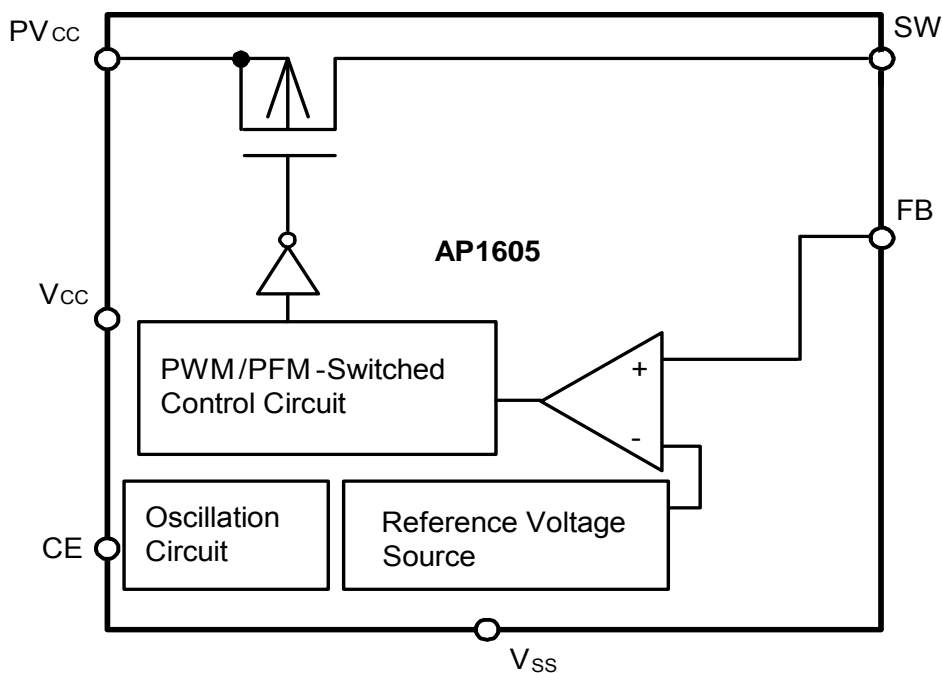 PVCC
SW
FB
AP1605
VCC
PWM/PFM-Switched
Control Circuit
+
-
Oscillation
Circuit
Reference Voltage
Source
CE
VSS